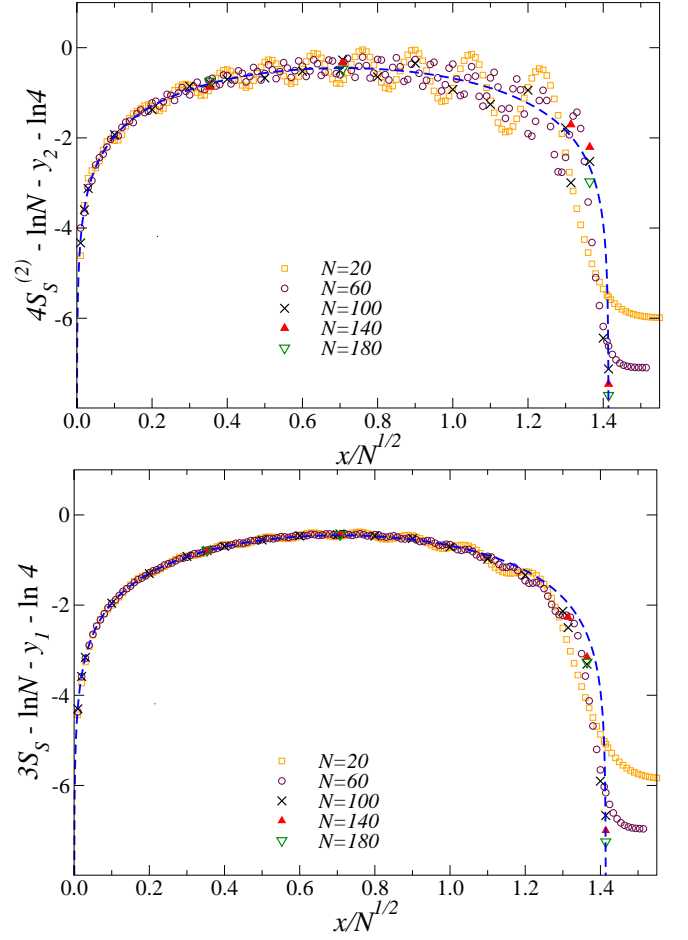 0
-2
-4
-6
4S_S^(2) - lnN - y_2 - ln4
N=20
N=60
N=100
N=140
N=180
0.0 0.2 0.4 0.6 0.8 1.0 1.2 1.4
x/N^1/2
0
-2
-4
-6
3S_S - lnN - y_1 - ln 4
N=20
N=60
N=100
N=140
N=180
0.0 0.2 0.4 0.6 0.8 1.0 1.2 1.4
x/N^1/2